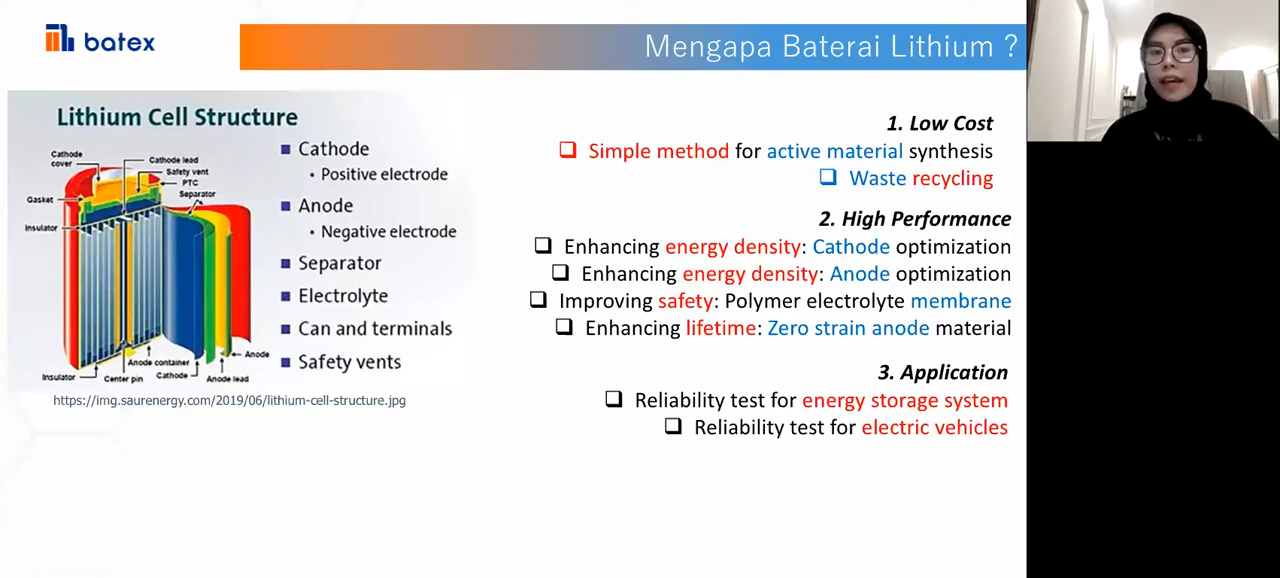 batex
Mengapa Baterai Lithium ?
Lithium Cell Structure
Cathode
cover
Cathode lead
Safety vent
PTC
Separator
Gasket
Insulator
Anode container
Anode
Insulator
Center pin
Cathode
Anode lead
■ Cathode
• Positive electrode
■ Anode
• Negative electrode
■ Separator
■ Electrolyte
■ Can and terminals
■ Safety vents
https://img.saurenergy.com/2019/06/lithium-cell-structure.jpg
1. Low Cost
❑ Simple method for active material synthesis
❑ Waste recycling
2. High Performance
❑ Enhancing energy density: Cathode optimization
❑ Enhancing energy density: Anode optimization
❑ Improving safety: Polymer electrolyte membrane
❑ Enhancing lifetime: Zero strain anode material
3. Application
❑ Reliability test for energy storage system
❑ Reliability test for electric vehicles